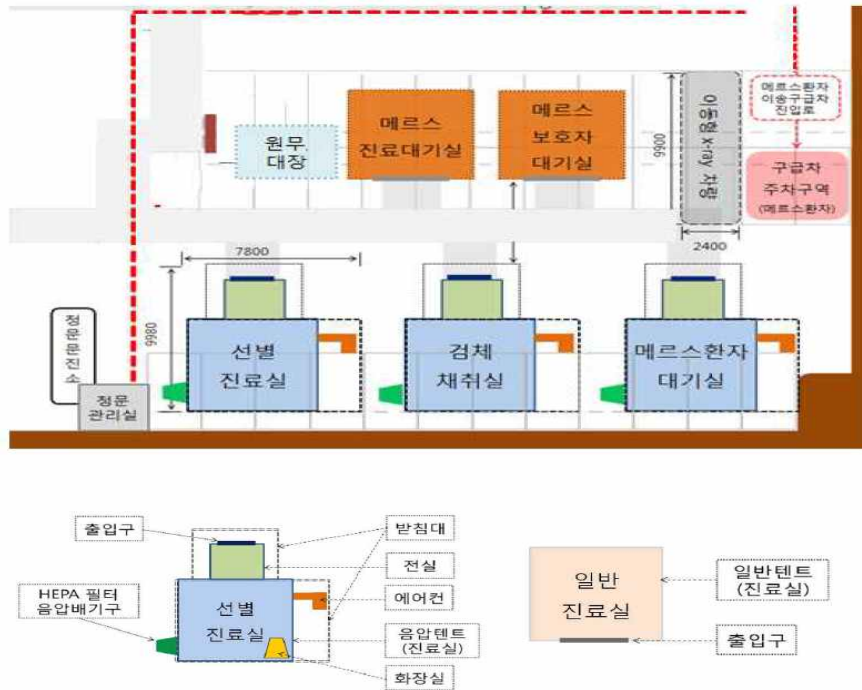 메르스환자
이송구급차
진입로
원무
대장
메르스
진료대기실
메르스
보호자
대기실
9900
이동형 x-ray 차량
구급차
주차구역
(메르스환자)
7800
2400
9980
정문문진소
선별
진료실
검체
채취실
메르스환자
대기실
정문
관리실
출입구
받침대
전실
HEPA 필터
음압배기구
선별
진료실
에어컨
음압텐트
(진료실)
화장실
일반
진료실
일반텐트
(진료실)
출입구